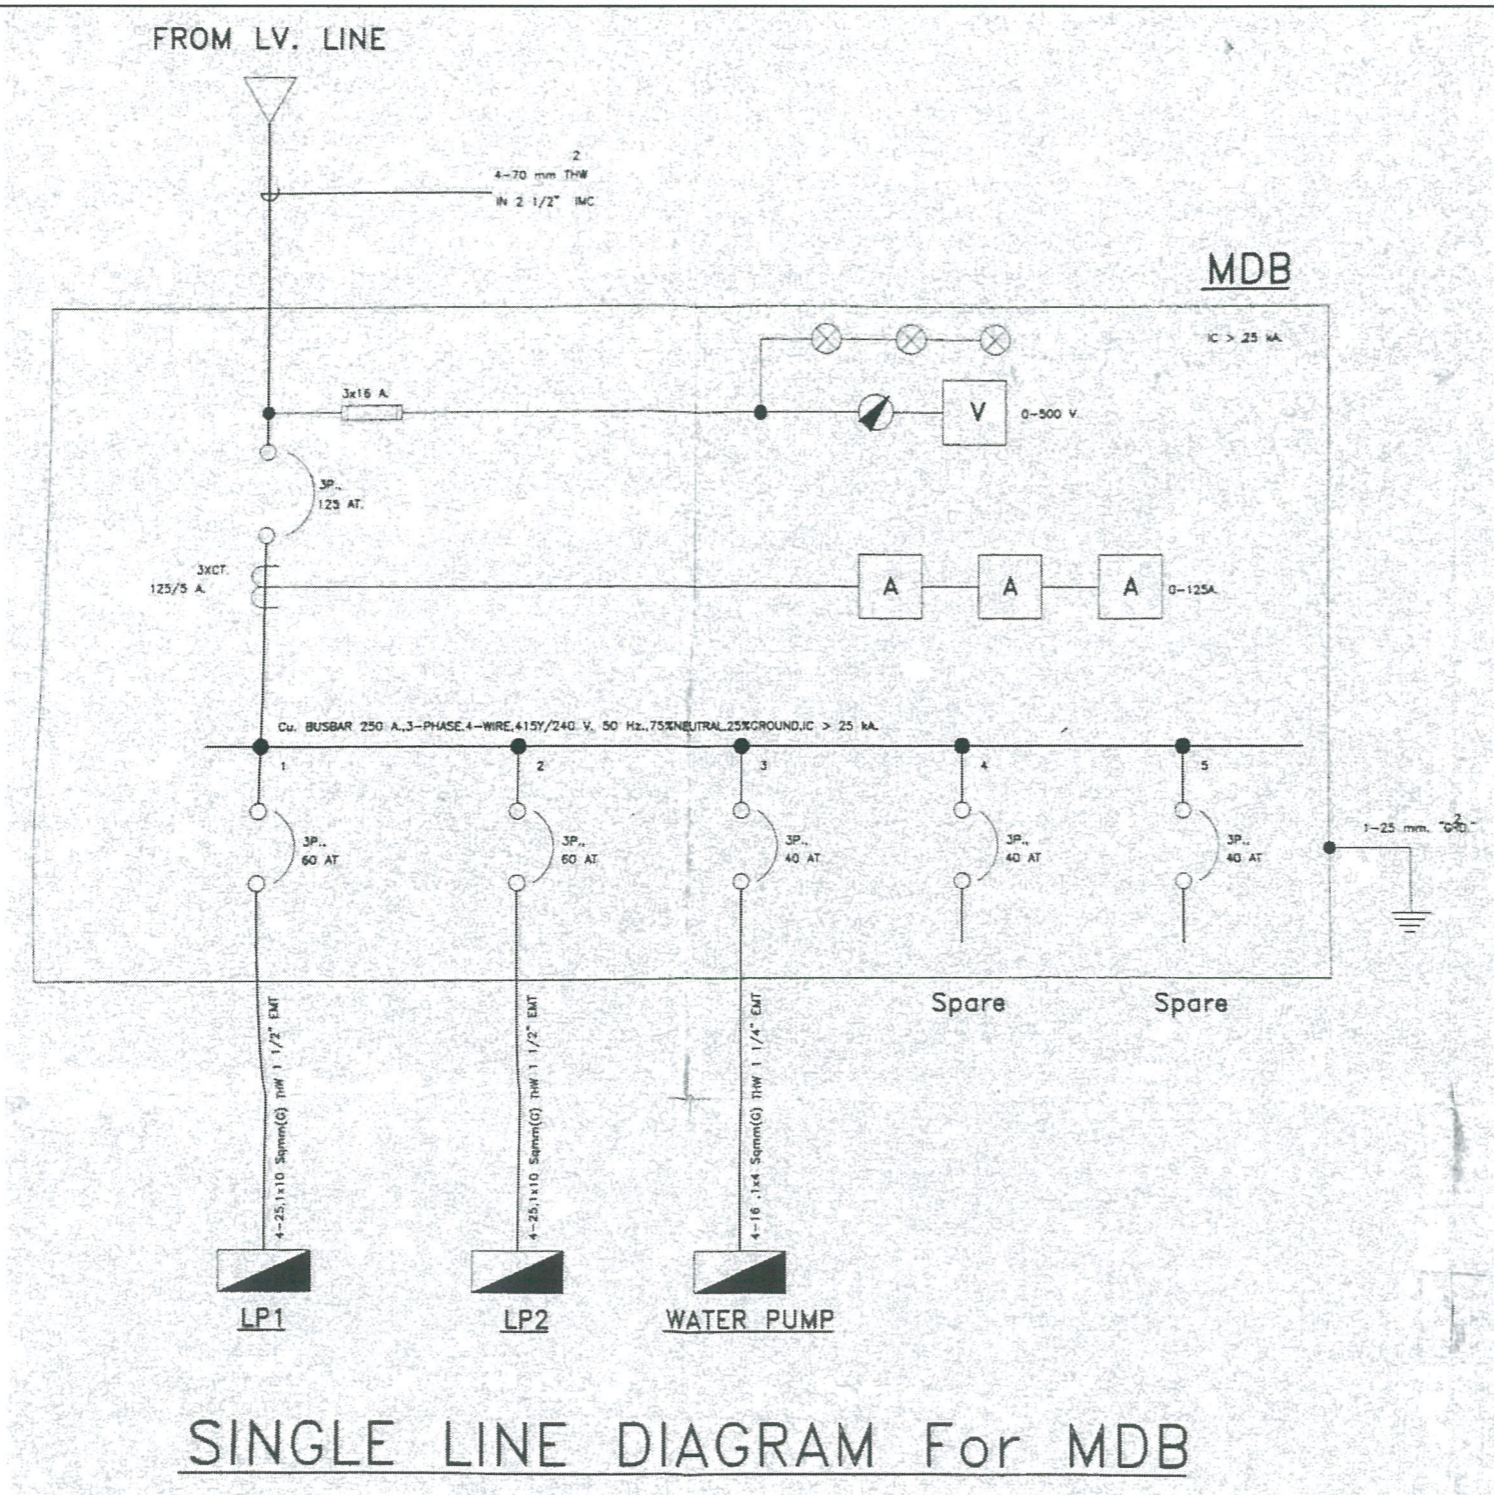 FROM LV. LINE
2
4-70 mm THW
IN 2 1/2" IMC
MDB
IC > 25 kA.
3x16 A.
V
0-500 V.
3P.,
125 AT.
3XCT.
125/5 A.
A
A
A
0-125A.
Cu. BUSBAR 250 A.,3-PHASE,4-WIRE,415Y/240 V. 50 Hz.,75%NEUTRAL,25%GROUND,IC > 25 kA.
1
2
3
4
5
3P.,
60 AT
3P.,
60 AT
3P.,
40 AT
3P.,
40 AT
3P.,
40 AT
2
1-25 mm. "GRD."
Spare
Spare
4-25,1x10 Sqmm(G) THW 1 1/2" EMT
4-25,1x10 Sqmm(G) THW 1 1/2" EMT
4-16 ,1x4 Sqmm(G) THW 1 1/4" EMT
LP1
LP2
WATER PUMP
SINGLE LINE DIAGRAM For MDB